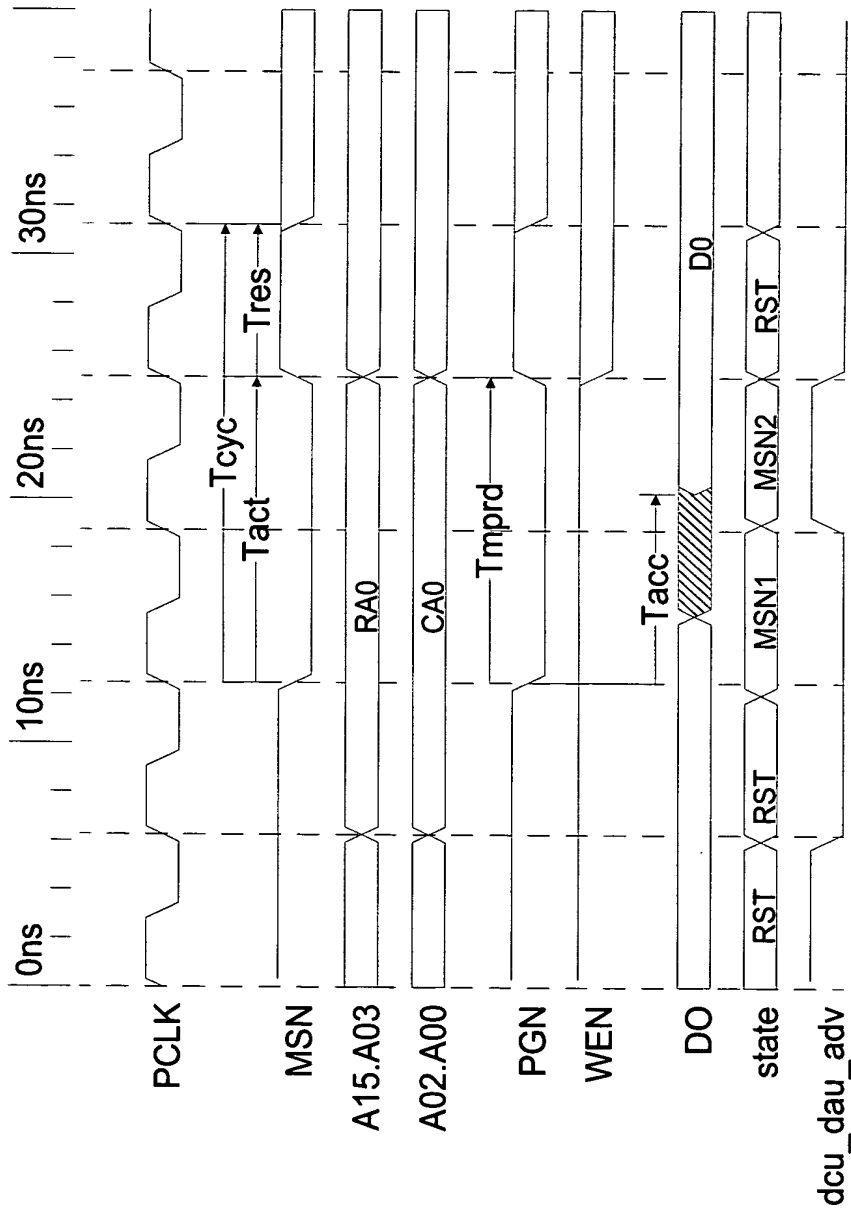 0ns
10ns
20ns
30ns
PCLK
Tcyc
Tact
Tres
MSN
A15.A03
RA0
A02.A00
CA0
PGN
Tmprd
WEN
Tacc
DO
D0
state
RST
RST
MSN1
MSN2
RST
dcu_dau_adv